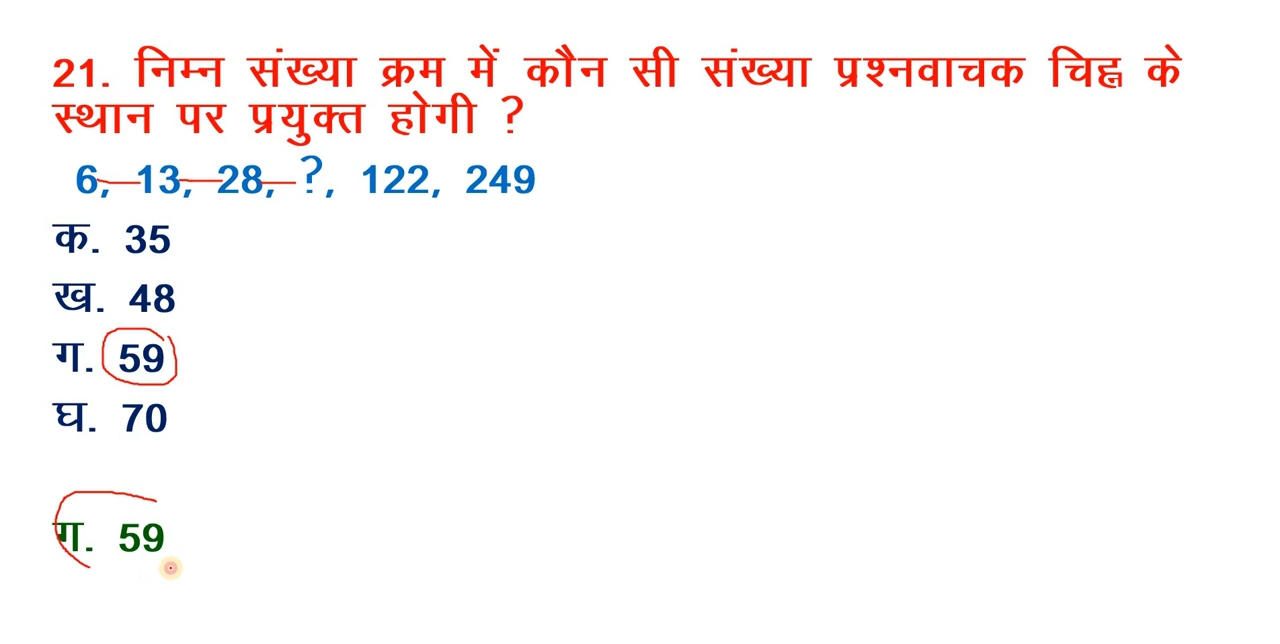 21. निम्न संख्या क्रम में कौन सी संख्या प्रश्नवाचक चिह्न के
स्थान पर प्रयुक्त होगी ?
6, 13, 28, ?, 122, 249
क. 35
ख. 48
ग. 59
घ. 70
ग. 59